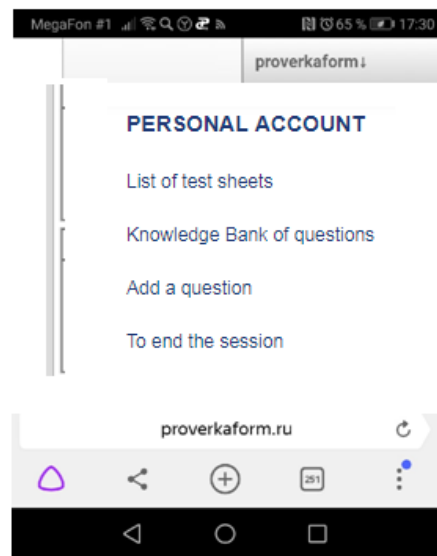 MegaFon #1 65 % 17:30
proverkaform↓
PERSONAL ACCOUNT
List of test sheets
Knowledge Bank of questions
Add a question
To end the session
proverkaform.ru
251